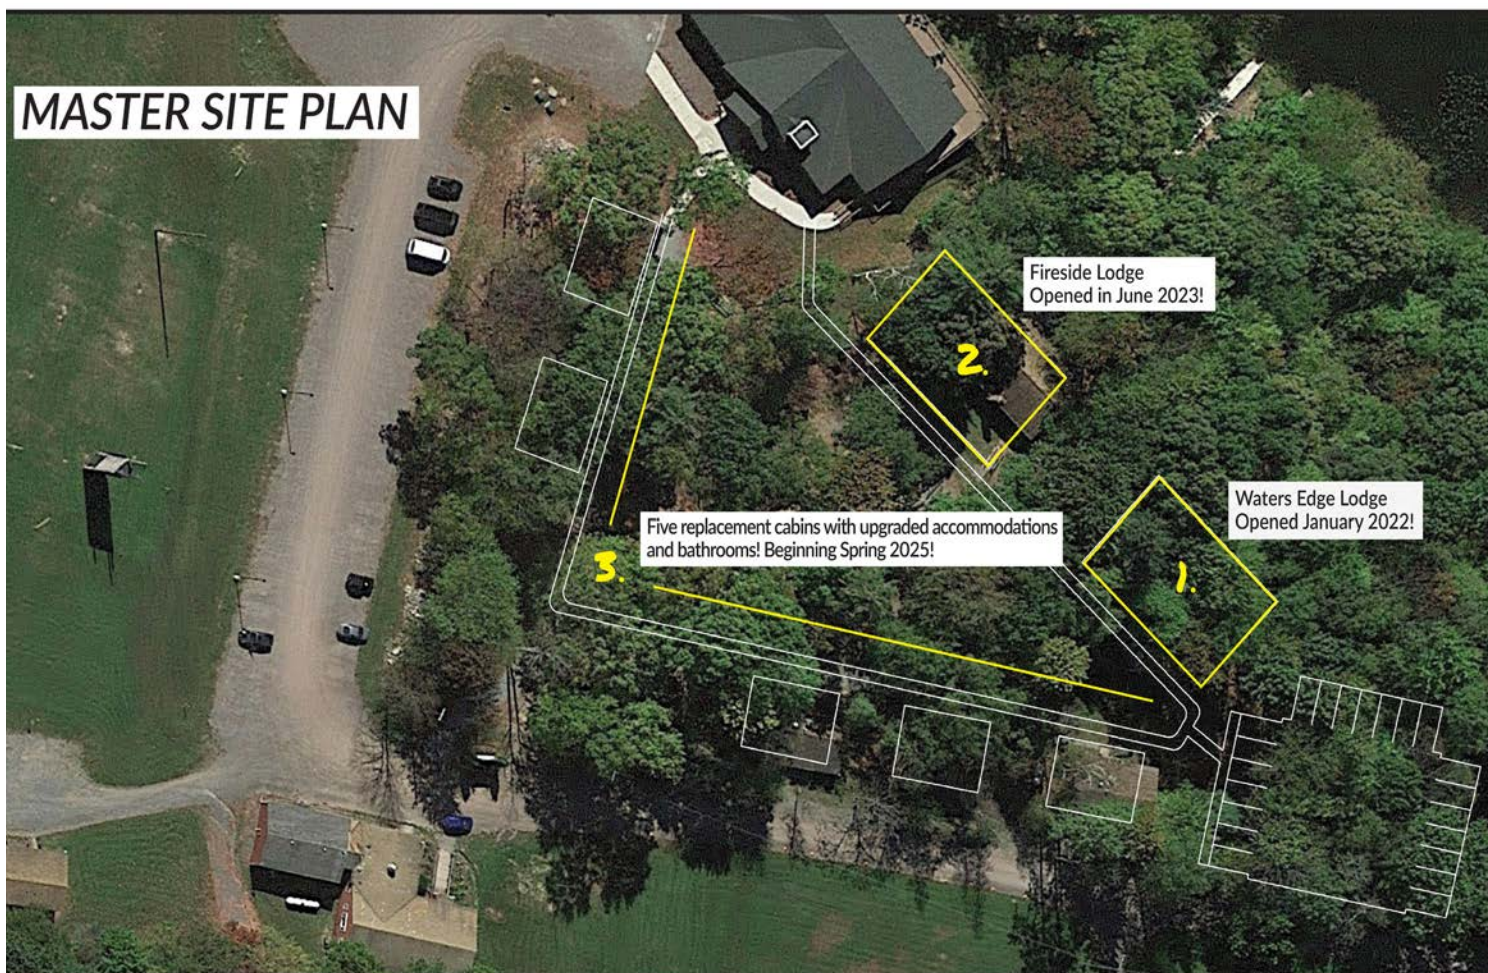 MASTER SITE PLAN
Fireside Lodge
Opened in June 2023!
2.
Waters Edge Lodge
Opened January 2022!
1.
Five replacement cabins with upgraded accommodations
and bathrooms! Beginning Spring 2025!
3.